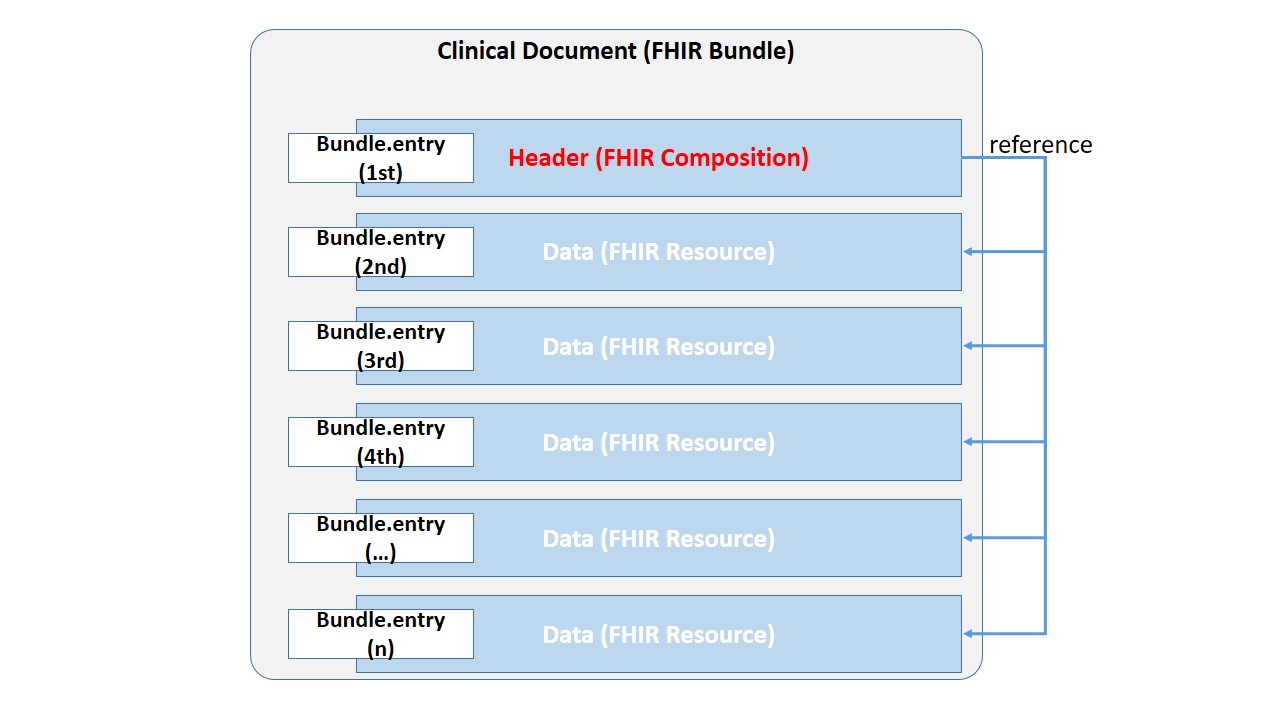 Clinical Document (FHIR Bundle)
Bundle.entry
(1st)
Header (FHIR Composition)
reference
Bundle.entry
(2nd)
Data (FHIR Resource)
Bundle.entry
(3rd)
Data (FHIR Resource)
Bundle.entry
(4th)
Data (FHIR Resource)
Bundle.entry
(...)
Data (FHIR Resource)
Bundle.entry
(n)
Data (FHIR Resource)